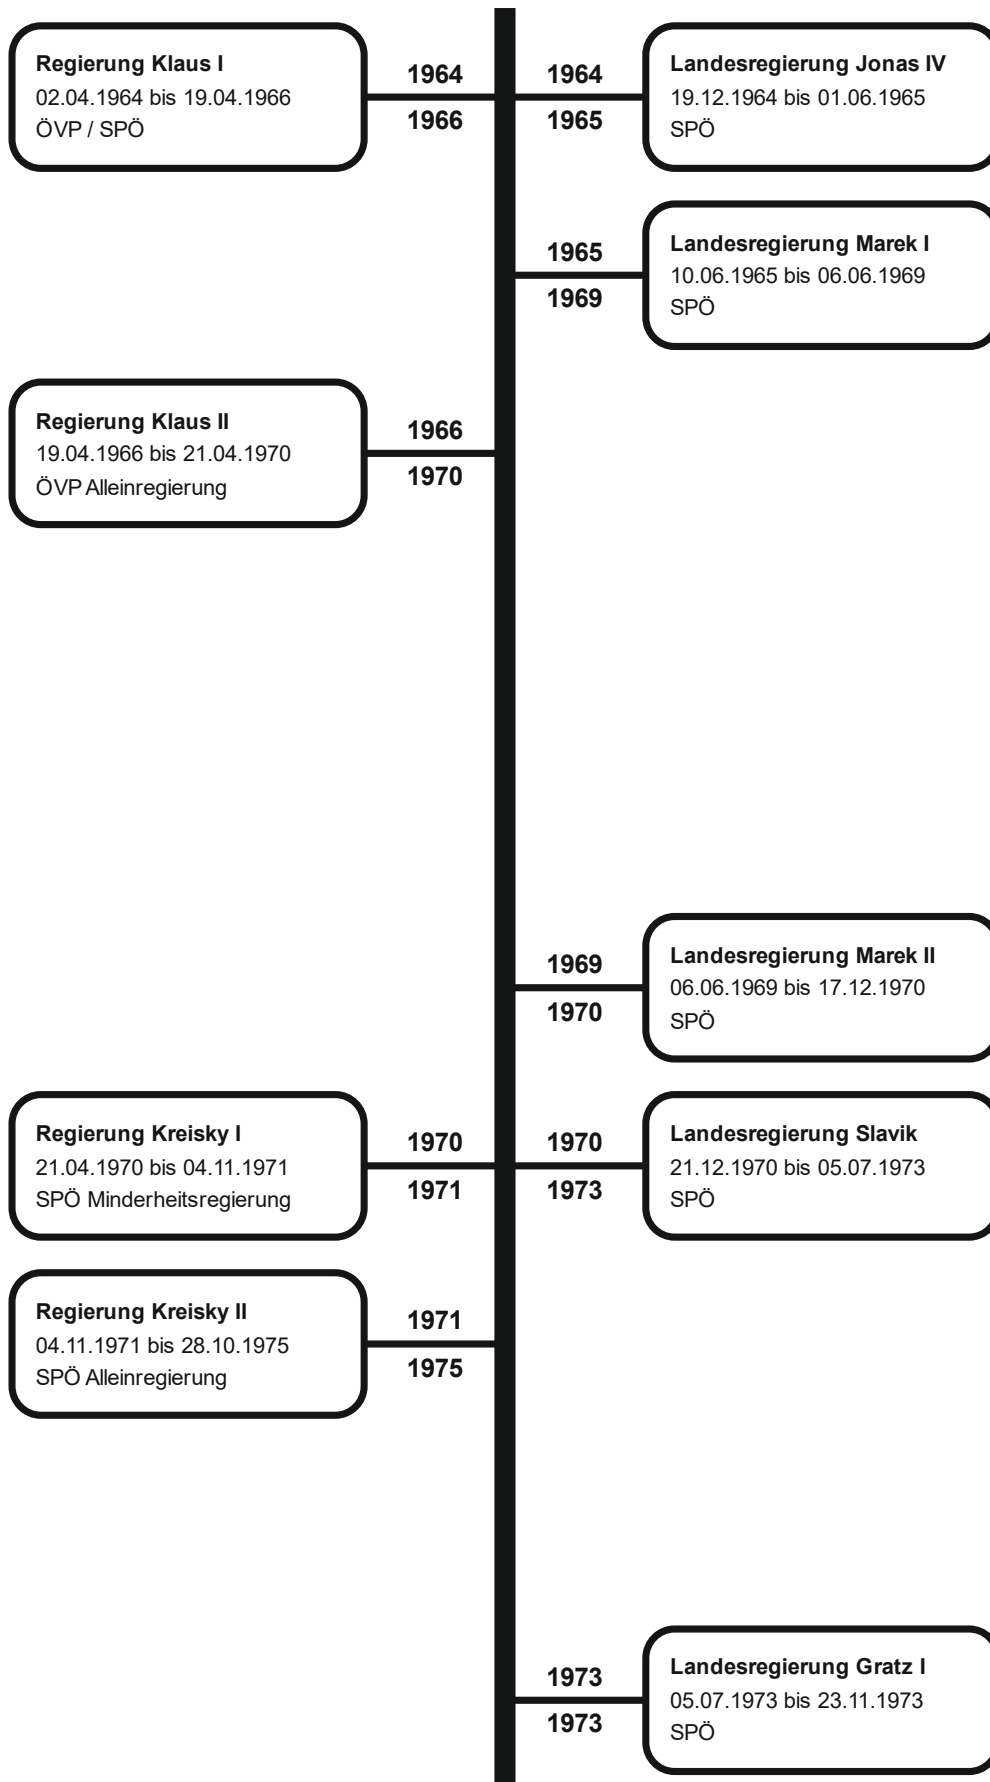 Regierung Klaus I
02.04.1964 bis 19.04.1966
ÖVP / SPÖ
1964
1966
1964
1965
Landesregierung Jonas IV
19.12.1964 bis 01.06.1965
SPÖ
1965
1969
Landesregierung Marek I
10.06.1965 bis 06.06.1969
SPÖ
Regierung Klaus II
19.04.1966 bis 21.04.1970
ÖVP Alleinregierung
1966
1970
1969
1970
Landesregierung Marek II
06.06.1969 bis 17.12.1970
SPÖ
Regierung Kreisky I
21.04.1970 bis 04.11.1971
SPÖ Minderheitsregierung
1970
1971
1970
1973
Landesregierung Slavik
21.12.1970 bis 05.07.1973
SPÖ
Regierung Kreisky II
04.11.1971 bis 28.10.1975
SPÖ Alleinregierung
1971
1975
1973
1973
Landesregierung Gratz I
05.07.1973 bis 23.11.1973
SPÖ